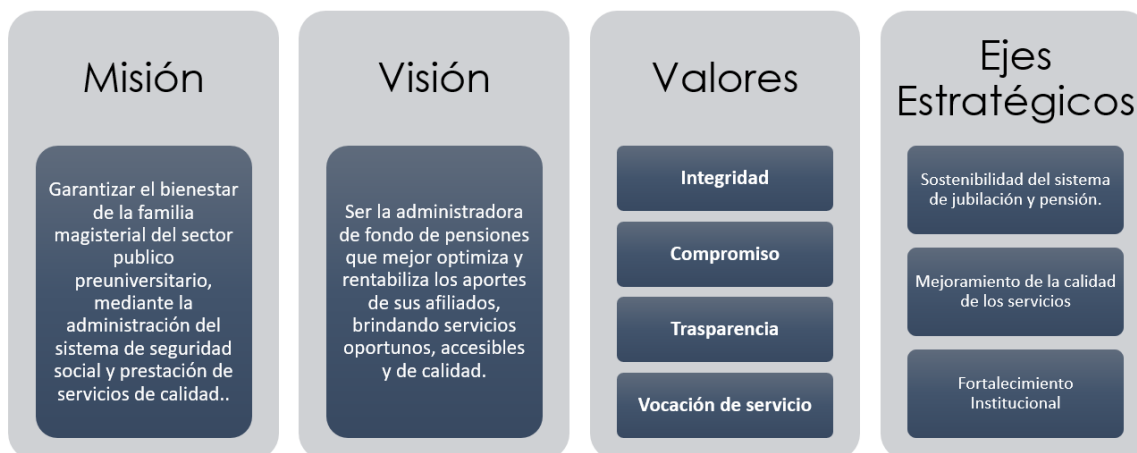 Misión
Garantizar el bienestar
de la familia
magisterial del sector
publico
preuniversitario,
mediante la
administración del
sistema de seguridad
social y prestación de
servicios de calidad..
Visión
Ser la administradora
de fondo de pensiones
que mejor optimiza y
rentabiliza los aportes
de sus afiliados,
brindando servicios
oportunos, accesibles
y de calidad.
Valores
Integridad
Compromiso
Trasparencia
Vocación de servicio
Ejes
Estratégicos
Sostenibilidad del sistema
de jubilación y pensión.
Mejoramiento de la calidad
de los servicios
Fortalecimiento
Institucional